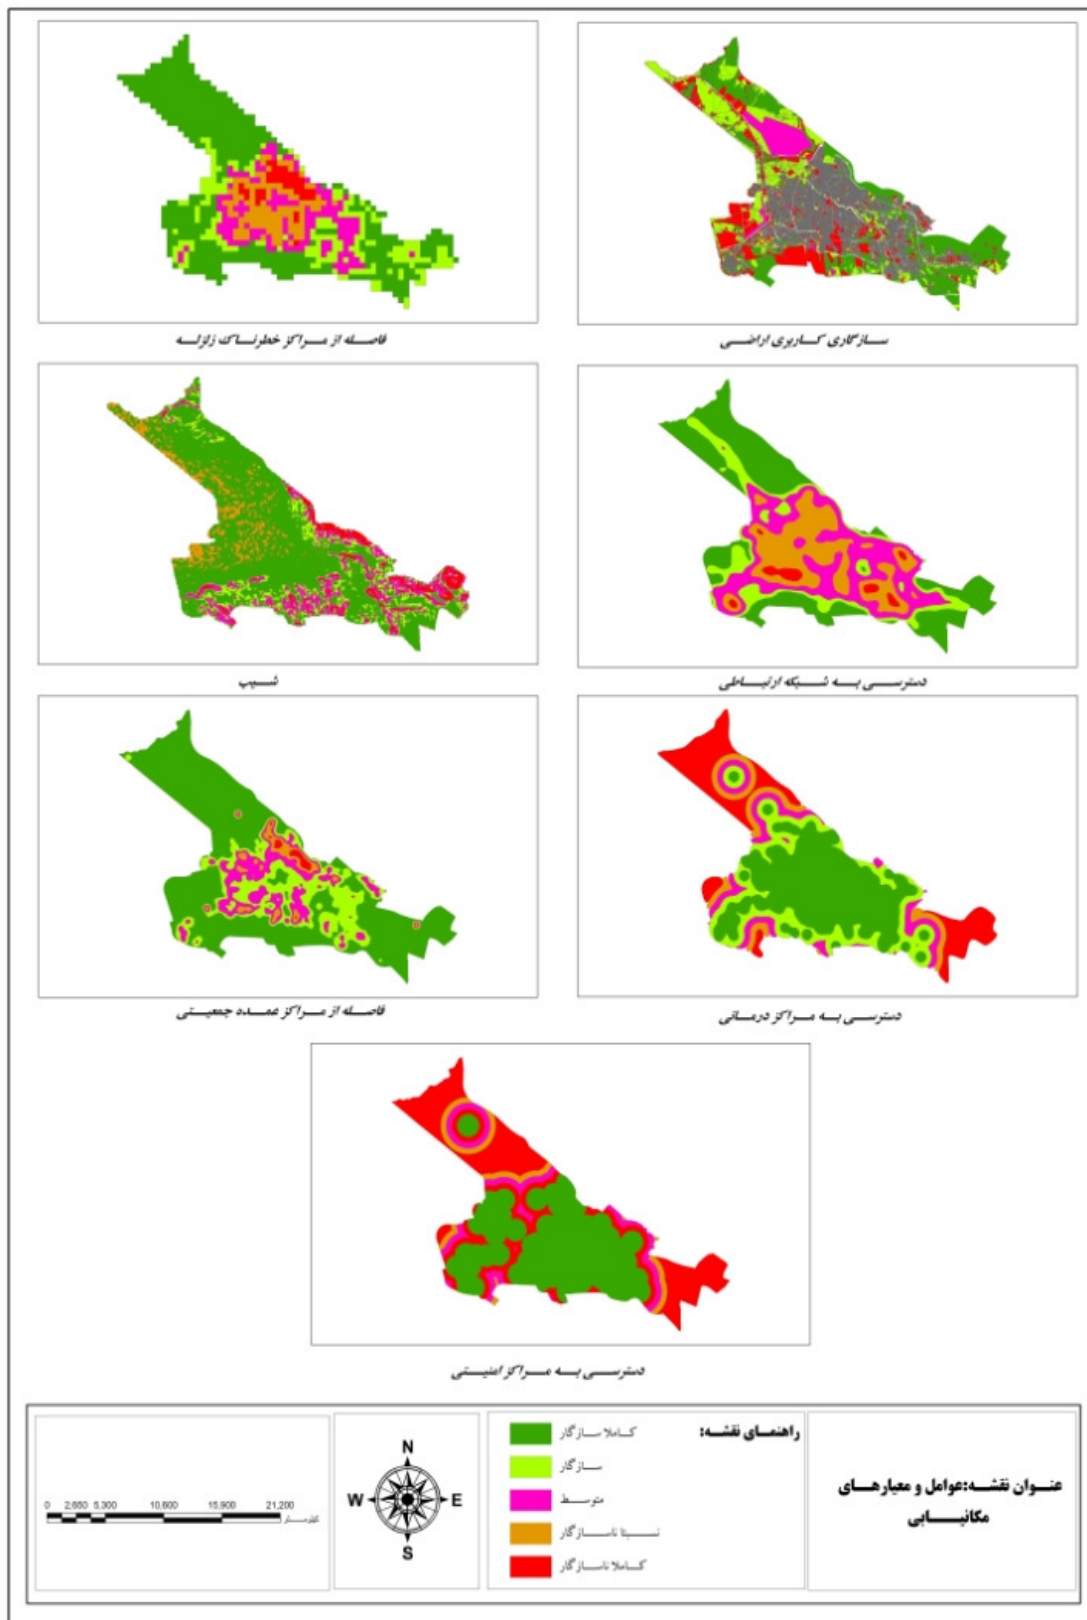 سازگاری کاربری اراضی
فاصله از مراکز خطرناک زلزله
دسترسی به شبکه ارتباطی
شیب
دسترسی به مراکز درمانی
فاصله از مراکز عمده جمعیتی
دسترسی به مراکز امنیتی
عنوان نقشه:عوامل و معیارهای
مکانیابی
راهنمای نقشه:
کاملا سازگار
سازگار
متوسط
نسبتا ناسازگار
کاملا ناسازگار
N
W E
S
0 2,650 5,300 10,600 15,900 21,200